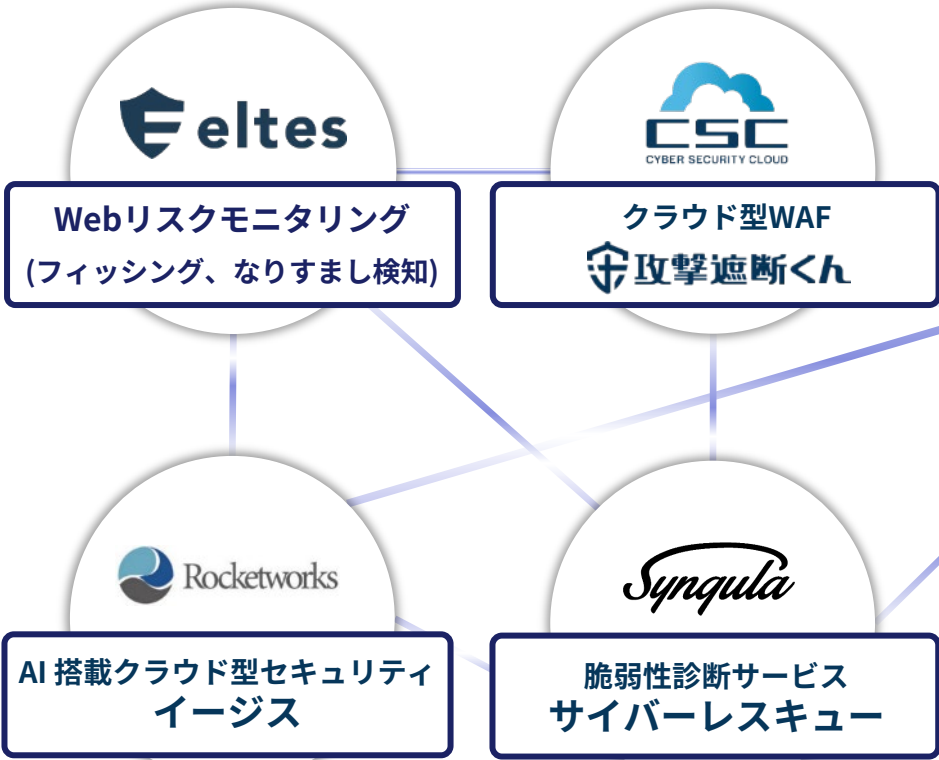 eltes
Webリスクモニタリング
(フィッシング、なりすまし検知)
CSC
CYBER SECURITY CLOUD
クラウド型WAF
攻撃遮断くん
Rocketworks
AI 搭載クラウド型セキュリティ
イージス
Syngula
脆弱性診断サービス
サイバーレスキュー